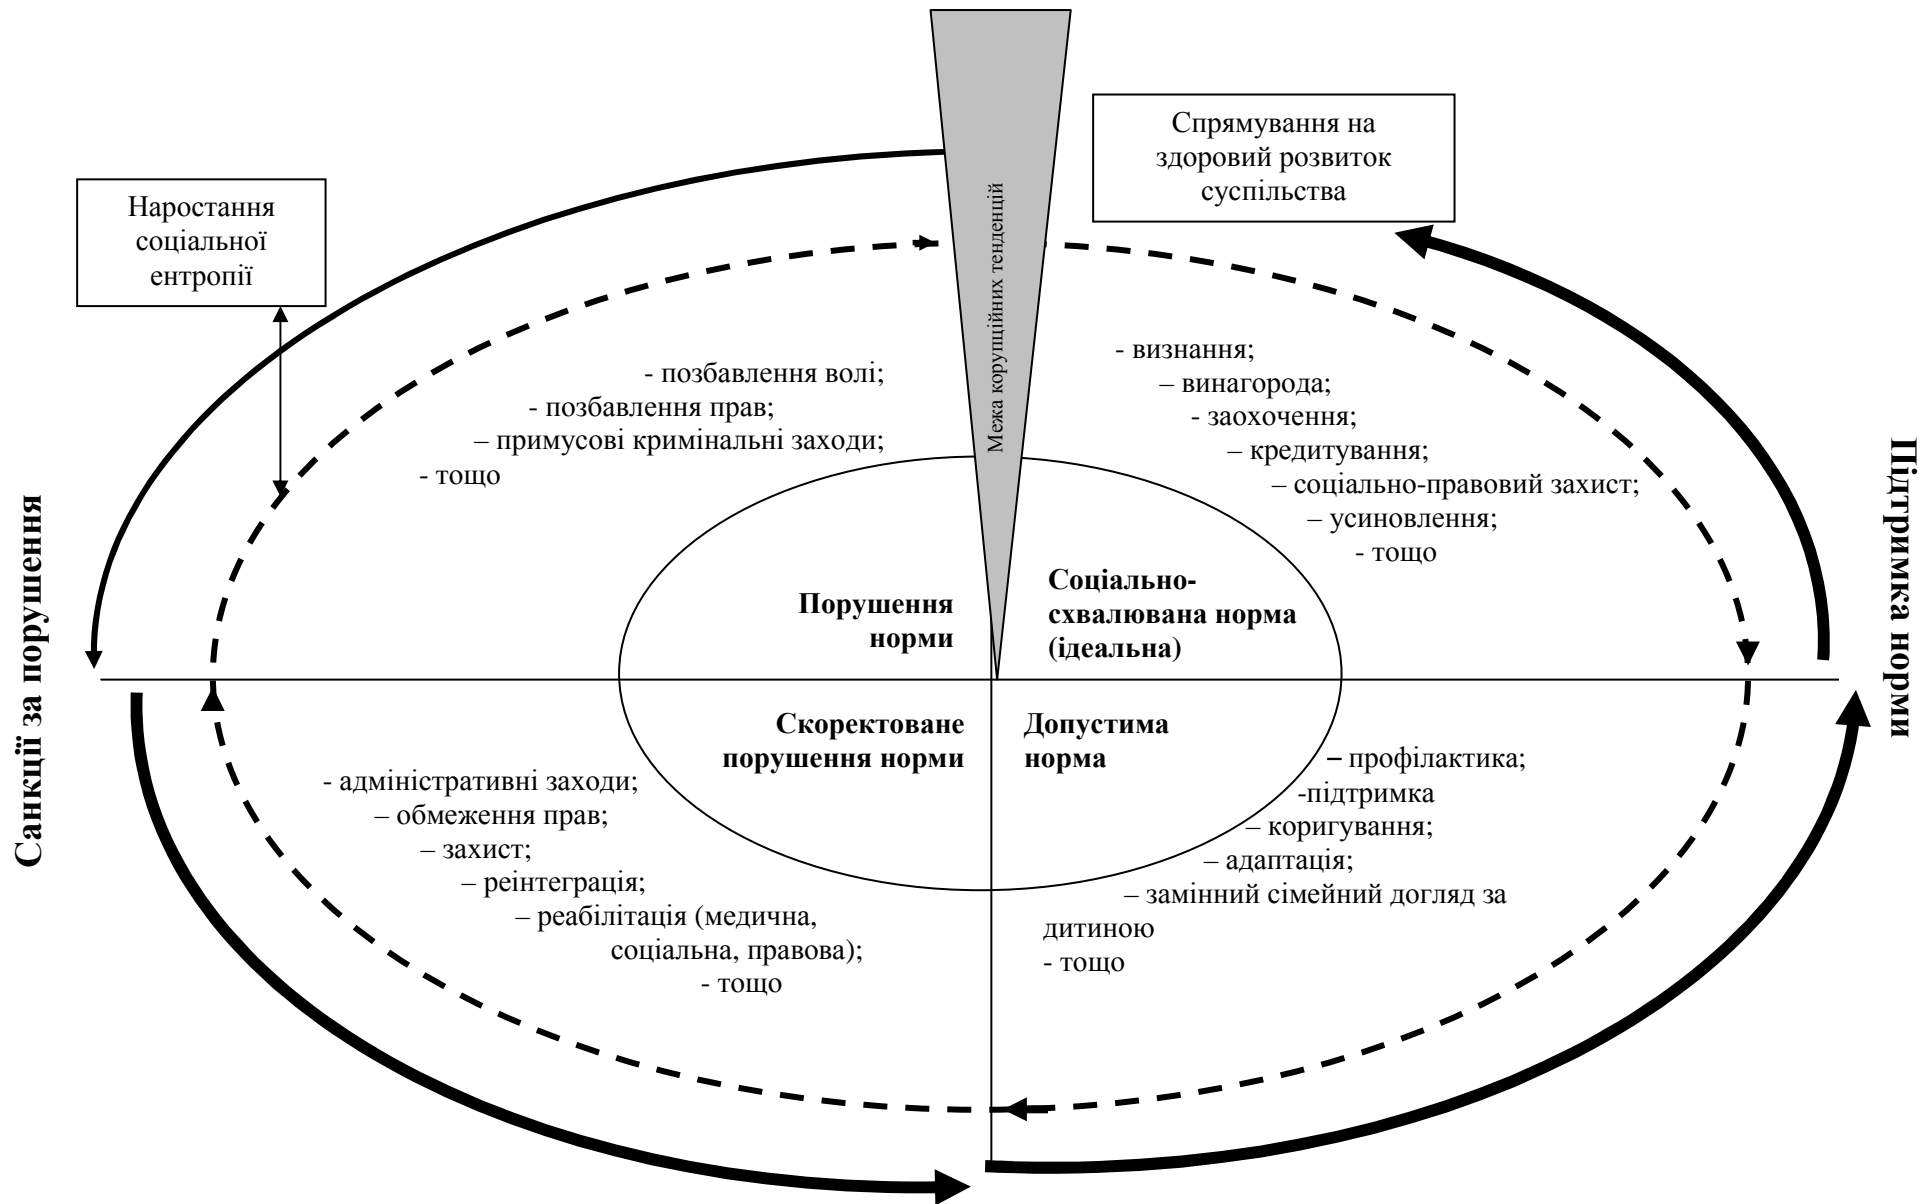 Спрямування на
здоровий розвиток
суспільства
Наростання
соціальної
ентропії
Межа корупційних тенденцій
- позбавлення волі;
- позбавлення прав;
– примусові кримінальні заходи;
- тощо
- визнання;
– винагорода;
- заохочення;
– кредитування;
– соціально-правовий захист;
– усиновлення;
- тощо
Санкції за порушення
Підтримка норми
Порушення
норми
Соціально-
схвалювана норма
(ідеальна)
Скоректоване
порушення норми
Допустима
норма
- адміністративні заходи;
– обмеження прав;
– захист;
– реінтеграція;
– реабілітація (медична,
соціальна, правова);
- тощо
– профілактика;
-підтримка
– коригування;
– адаптація;
– замінний сімейний догляд за
дитиною
- тощо